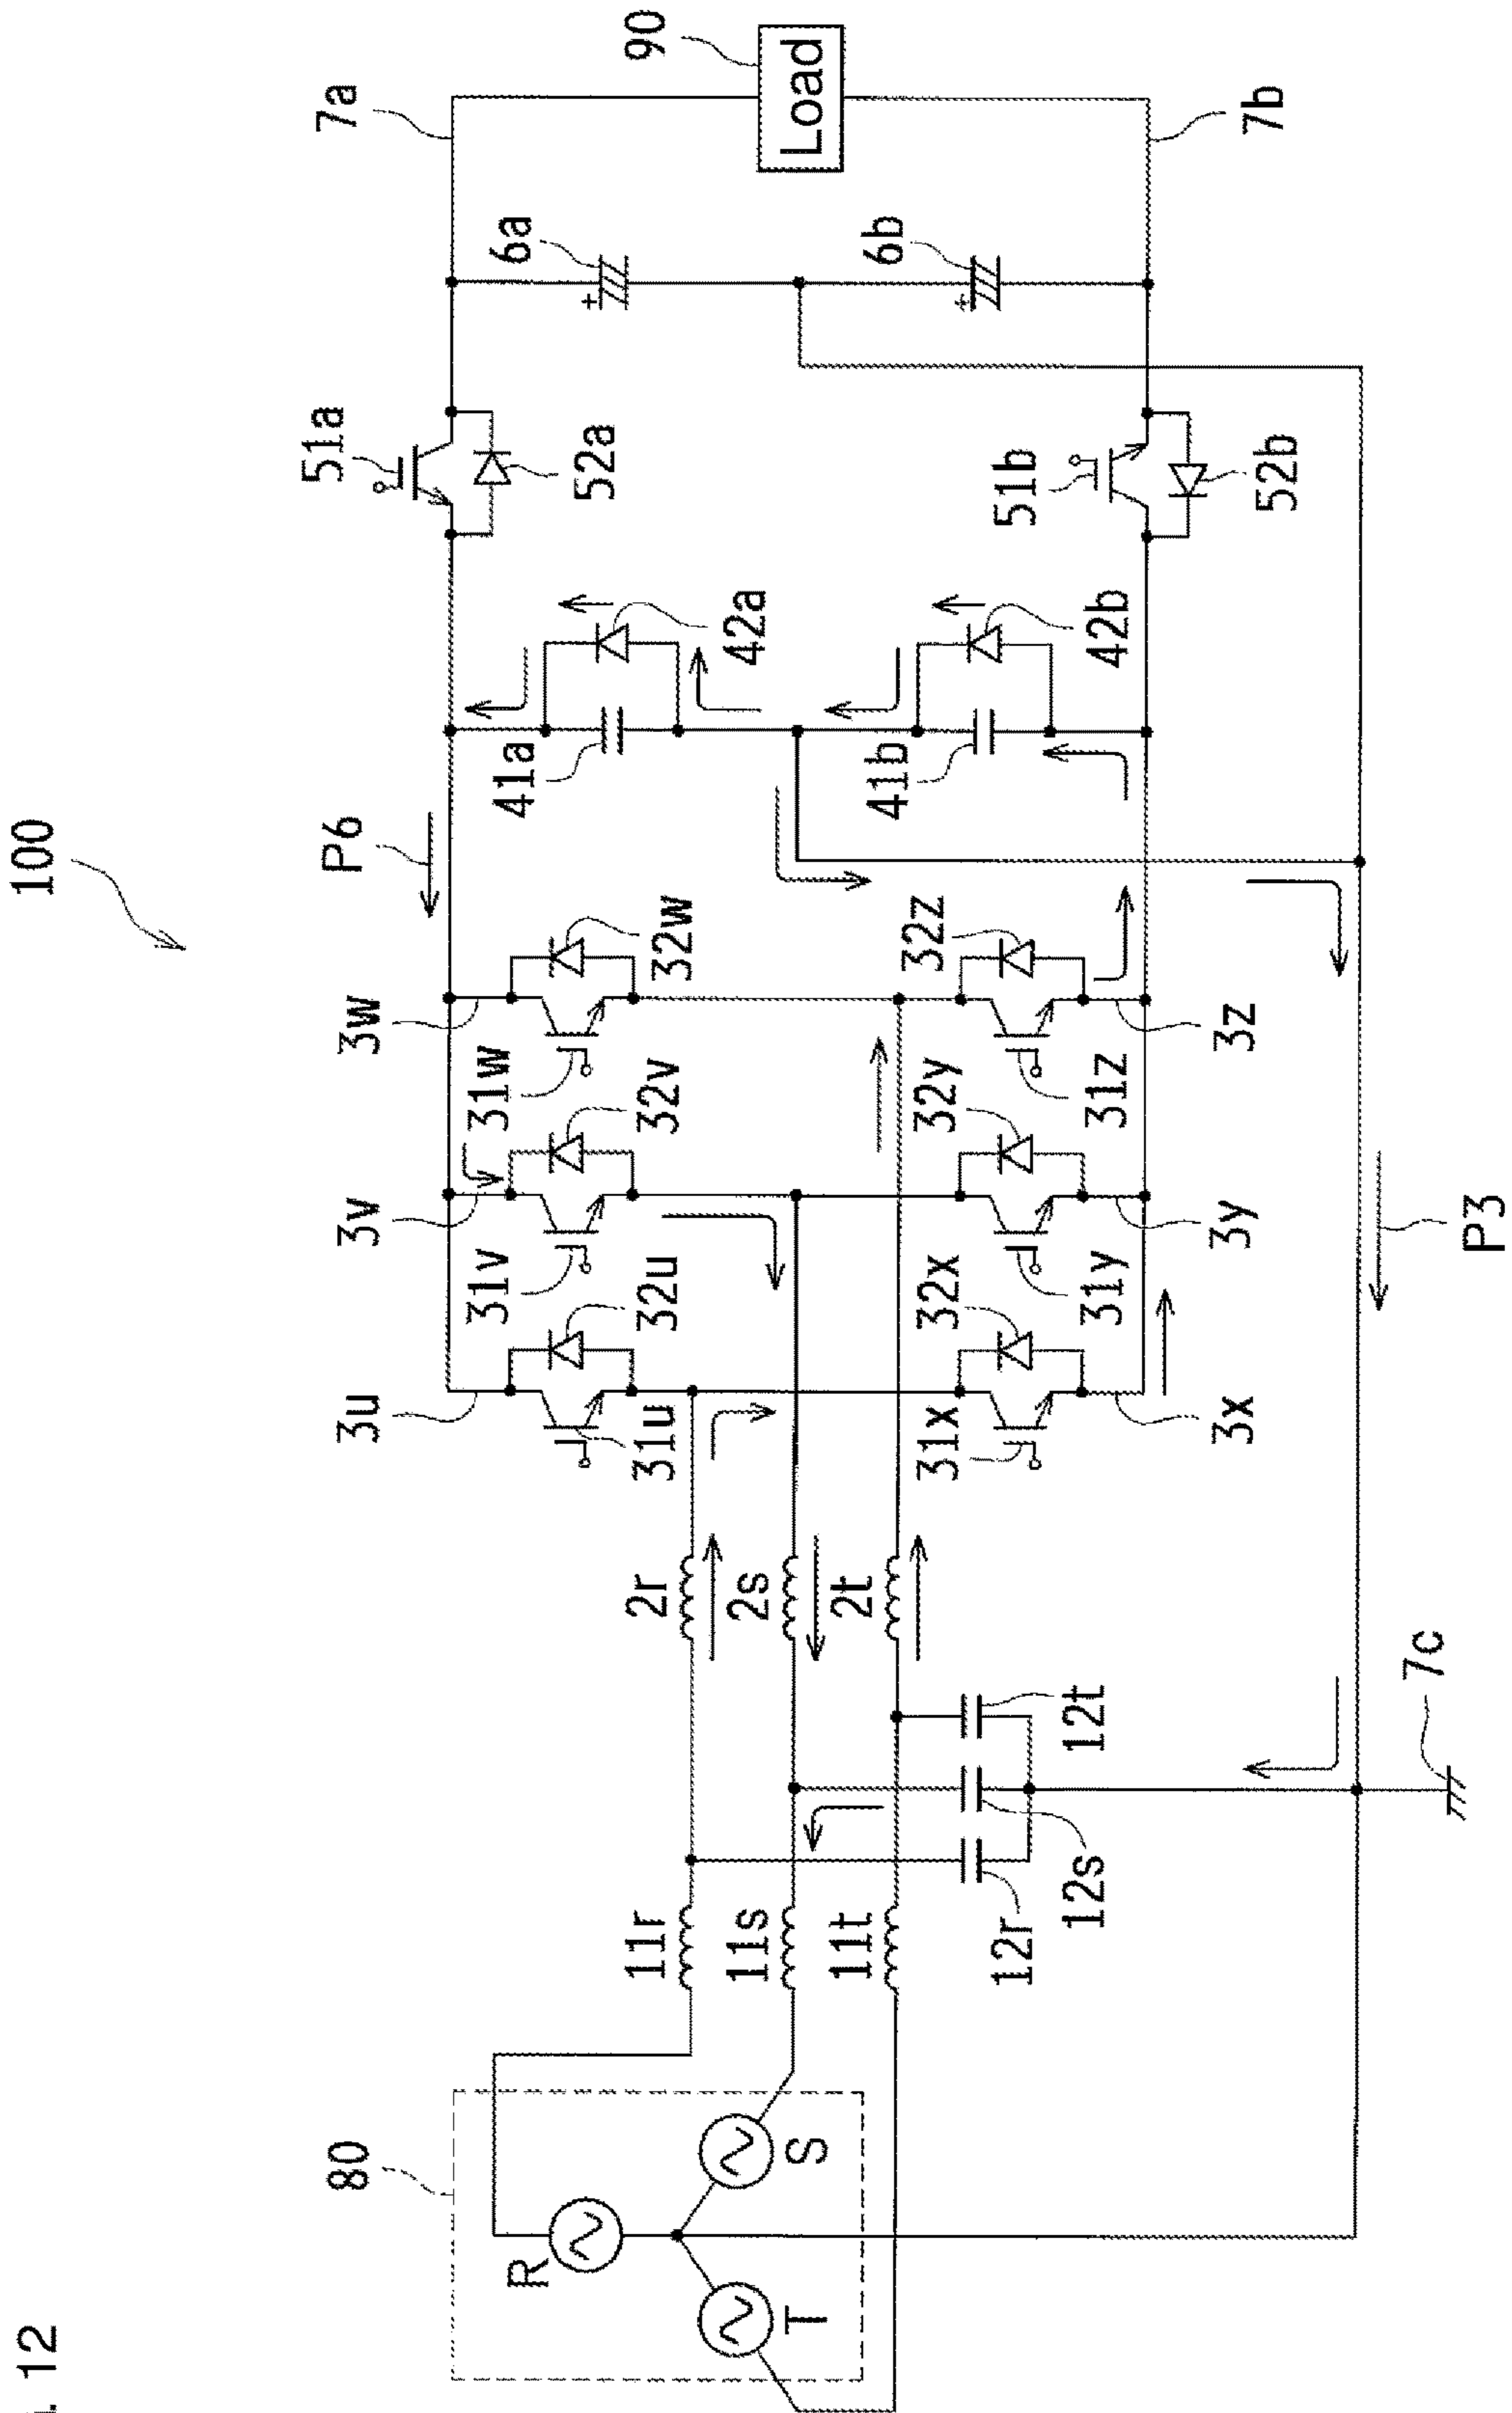 12
100
80
R
S
T
11r
11s
11t
12r
12s
12t
2r
2s
2t
7c
P3
P6
3u
3v
3w
31u
31v
31w
32u
32v
32w
31x
31y
31z
32x
32y
32z
3x
3y
3z
41a
42a
41b
42b
51a
52a
51b
52b
6a
+
6b
+
7a
7b
90
Load